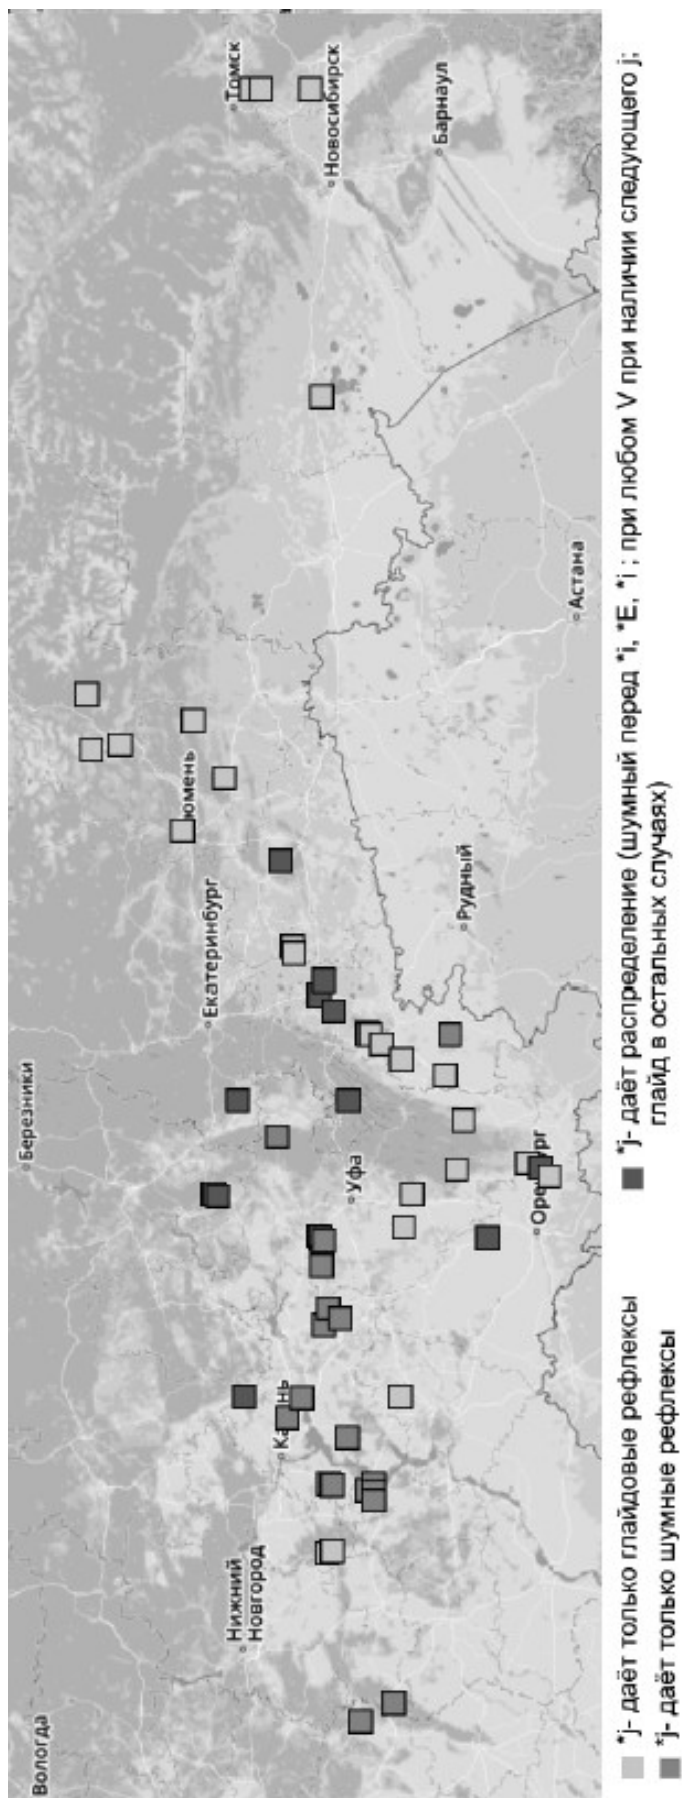 Вологда
Березники
Томск
Нижний
Новгород
Казань
Екатеринбург
Тюмень
Новосибирск
Уфа
Барнаул
Рудный
Оренбург
Астана
*j- даёт только глайдовые рефлексы
*j- даёт только шумные рефлексы
*j- даёт распределение (шумный перед *i, *E, *i ; при любом V при наличии следующего j;
глайд в остальных случаях)